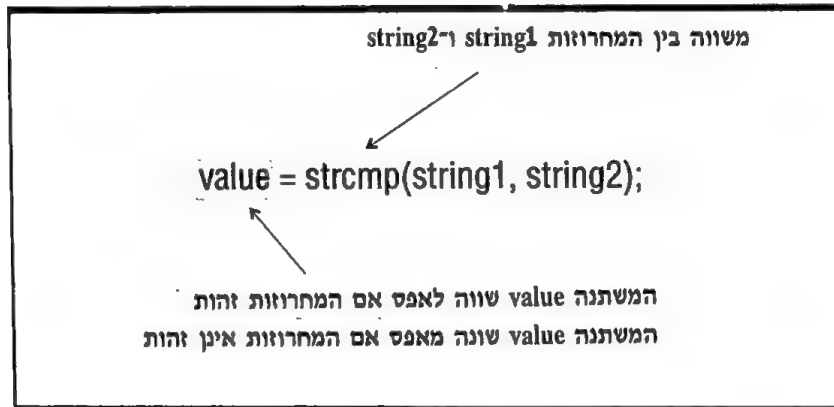 משווה בין המחרוזות string1 ו-string2
value = strcmp(string1, string2);
המשתנה value שווה לאפס אם המחרוזות זהות
המשתנה value שונה מאפס אם המחרוזות אינן זהות